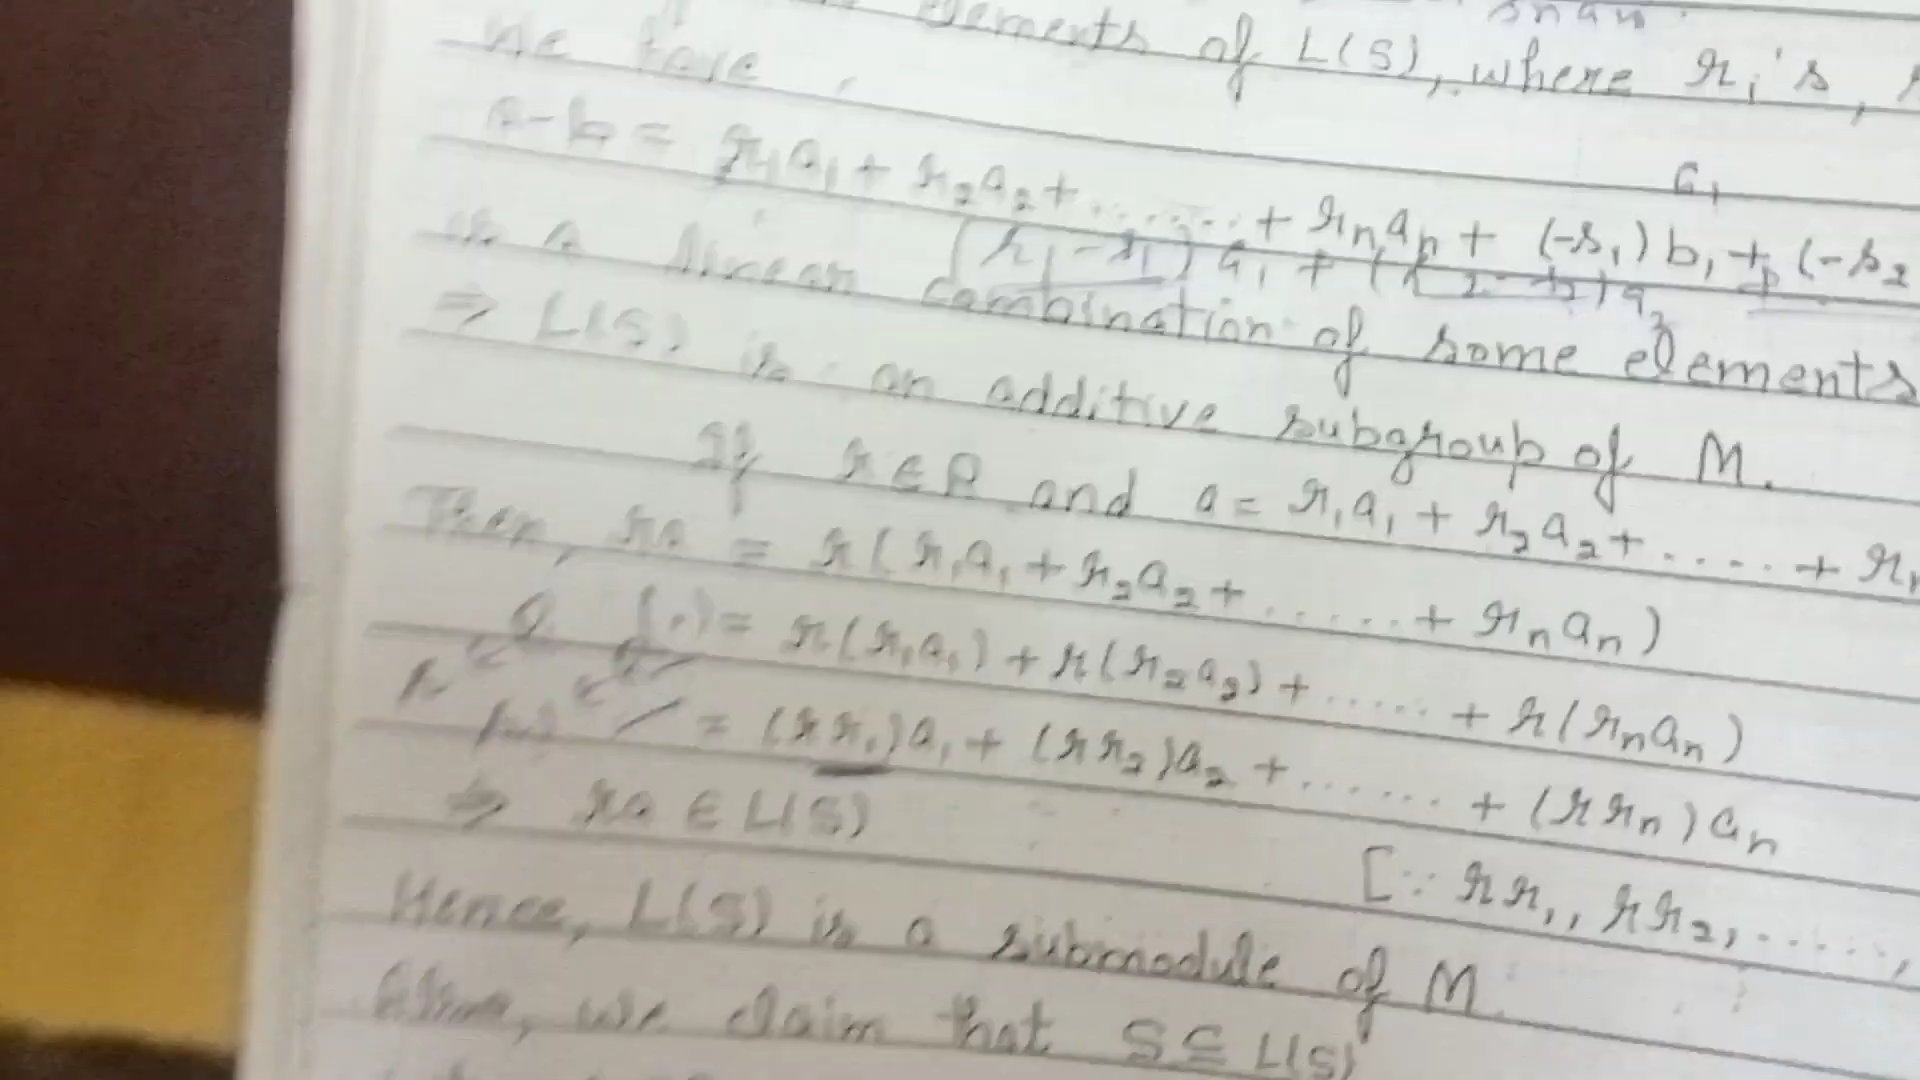 elements of L(S), where r_i's,
We have,
a-b = r_1a_1 + r_2a_2 + ...... + r_na_n + (-s_1)b_1 + (-s_2
a_1
(r_1-s_1)a_1 + (r_2-s_2)a_2
is a linear combination of some elements
⇒ L(S) is an additive subgroup of M.
If r ∈ R and a = r_1a_1 + r_2a_2 + ..... + r_n
Then, ra = r(r_1a_1 + r_2a_2 + ..... + r_na_n)
= r(r_1a_1) + r(r_2a_2) + ..... + r(r_na_n)
= (rr_1)a_1 + (rr_2)a_2 + ...... + (rr_n)a_n
⇒ ra ∈ L(S)
[∵ rr_1, rr_2, .....,
Hence, L(S) is a submodule of M.
Also, we claim that S ⊆ L(S)